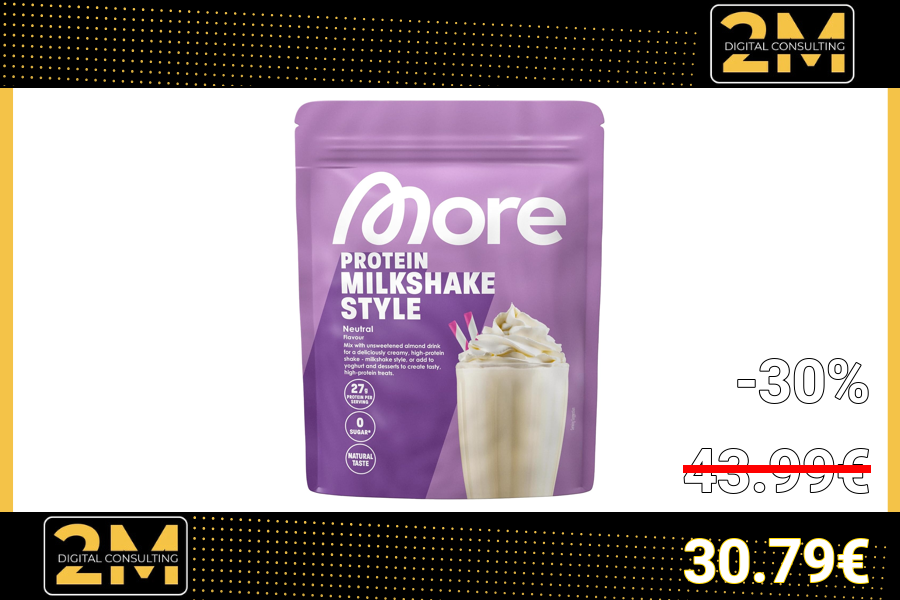 2M
DIGITAL CONSULTING
More
PROTEIN
MILKSHAKE
STYLE
Neutral
Flavour
Mix with unsweetened almond drink
for a deliciously creamy, high-protein
shake - milkshake style, or add to
yoghurt and desserts to create tasty,
high-protein treats.
27g
PROTEIN PER
SERVING
0
SUGAR*
NATURAL
TASTE
-30%
43.99€
2M
DIGITAL CONSULTING
30.79€